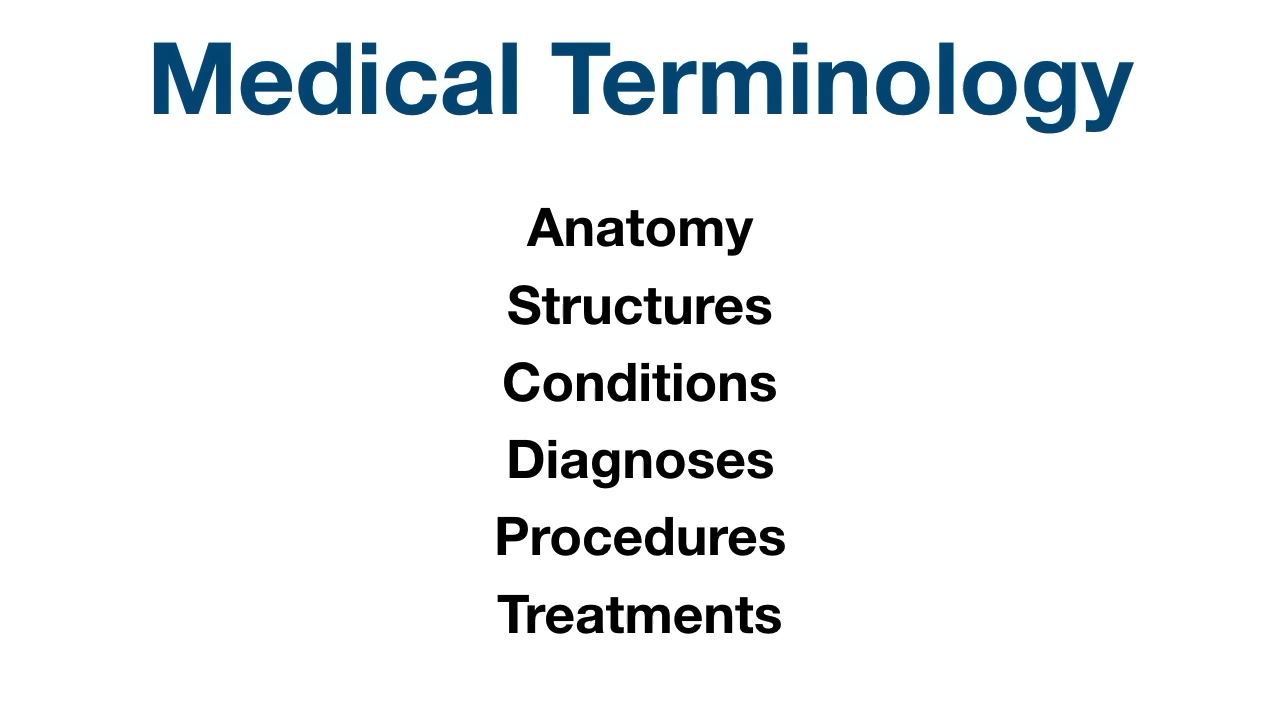 Medical Terminology
Anatomy
Structures
Conditions
Diagnoses
Procedures
Treatments